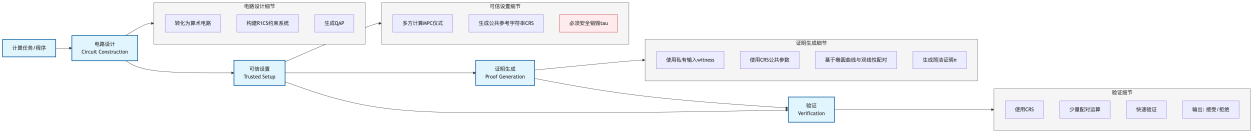 计算任务/程序
电路设计
Circuit Construction
电路设计细节
转化为算术电路
构建R1CS约束系统
生成QAP
可信设置
Trusted Setup
可信设置细节
多方计算MPC仪式
生成公共参考字符串CRS
必须安全销毁tau
证明生成
Proof Generation
证明生成细节
使用私有输入witness
使用CRS公共参数
基于椭圆曲线与双线性配对
生成简洁证明π
验证
Verification
验证细节
使用CRS
少量配对运算
快速验证
输出: 接受/拒绝